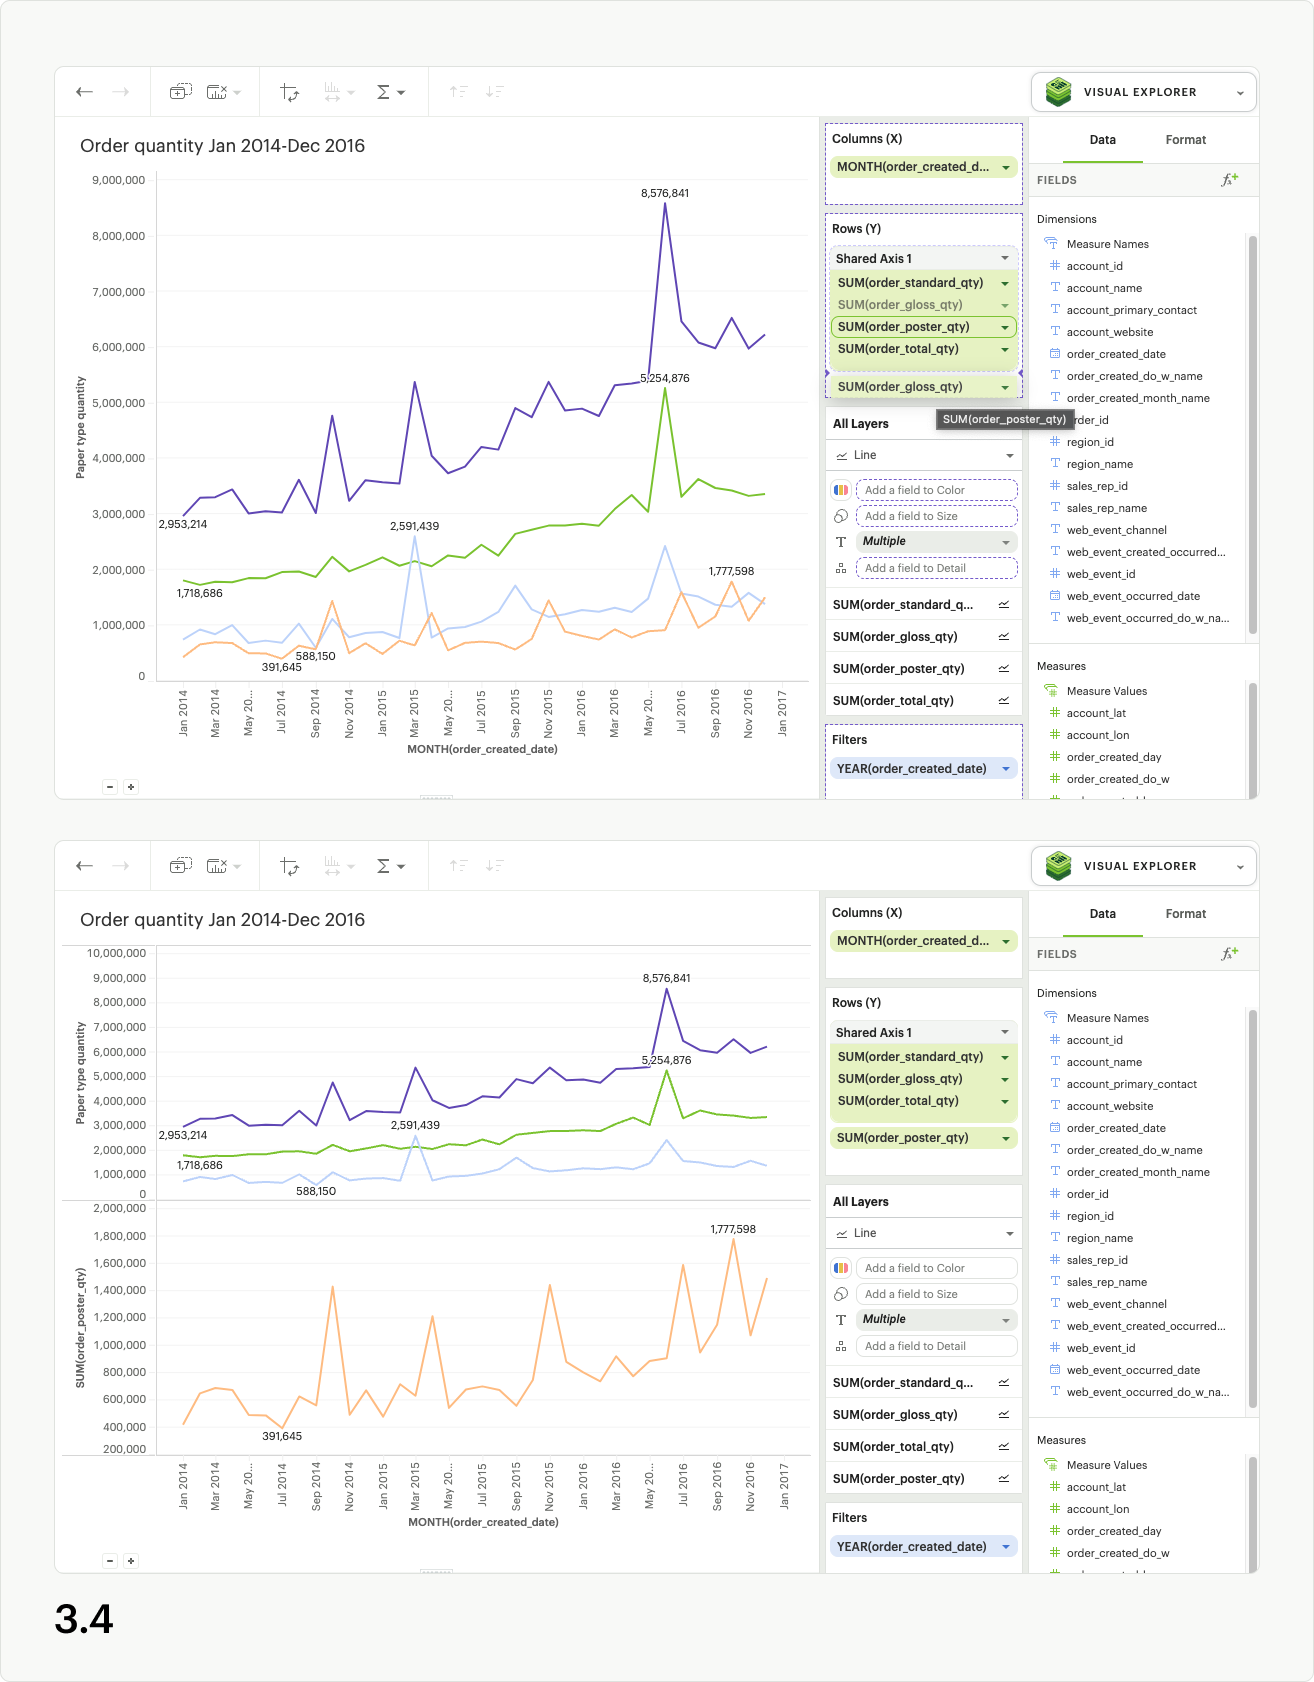 VISUAL EXPLORER
Order quantity Jan 2014-Dec 2016
9,000,000
8,000,000
7,000,000
6,000,000
5,000,000
4,000,000
3,000,000
2,000,000
1,000,000
0
Paper type quantity
8,576,841
5,254,876
2,953,214
2,591,439
1,718,686
1,777,598
588,150
391,645
Jan 2014
Mar 2014
May 20...
Jul 2014
Sep 2014
Nov 2014
Jan 2015
Mar 2015
May 20...
Jul 2015
Sep 2015
Nov 2015
Jan 2016
Mar 2016
May 20...
Jul 2016
Sep 2016
Nov 2016
Jan 2017
MONTH(order_created_date)
Columns (X)
MONTH(order_created_d...
Rows (Y)
Shared Axis 1
SUM(order_standard_qty)
SUM(order_gloss_qty)
SUM(order_poster_qty)
SUM(order_total_qty)
SUM(order_gloss_qty)
SUM(order_poster_qty)
All Layers
Line
Add a field to Color
Add a field to Size
T Multiple
Add a field to Detail
SUM(order_standard_q...
SUM(order_gloss_qty)
SUM(order_poster_qty)
SUM(order_total_qty)
Filters
YEAR(order_created_date)
Data Format
FIELDS
Dimensions
Measure Names
account_id
account_name
account_primary_contact
account_website
order_created_date
order_created_do_w_name
order_created_month_name
rder_id
region_id
region_name
sales_rep_id
sales_rep_name
web_event_channel
web_event_created_occurred...
web_event_id
web_event_occurred_date
web_event_occurred_do_w_na...
Measures
Measure Values
account_lat
account_lon
order_created_day
order_created_do_w
VISUAL EXPLORER
Order quantity Jan 2014-Dec 2016
10,000,000
9,000,000
8,000,000
7,000,000
6,000,000
5,000,000
4,000,000
3,000,000
2,000,000
1,000,000
0
Paper type quantity
8,576,841
5,254,876
2,953,214
2,591,439
1,718,686
588,150
2,000,000
1,800,000
1,600,000
1,400,000
1,200,000
1,000,000
800,000
600,000
400,000
200,000
SUM(order_poster_qty)
1,777,598
391,645
Jan 2014
Mar 2014
May 20...
Jul 2014
Sep 2014
Nov 2014
Jan 2015
Mar 2015
May 20...
Jul 2015
Sep 2015
Nov 2015
Jan 2016
Mar 2016
May 20...
Jul 2016
Sep 2016
Nov 2016
Jan 2017
MONTH(order_created_date)
Columns (X)
MONTH(order_created_d...
Rows (Y)
Shared Axis 1
SUM(order_standard_qty)
SUM(order_gloss_qty)
SUM(order_total_qty)
SUM(order_poster_qty)
All Layers
Line
Add a field to Color
Add a field to Size
T Multiple
Add a field to Detail
SUM(order_standard_q...
SUM(order_gloss_qty)
SUM(order_total_qty)
SUM(order_poster_qty)
Filters
YEAR(order_created_date)
Data Format
FIELDS
Dimensions
Measure Names
account_id
account_name
account_primary_contact
account_website
order_created_date
order_created_do_w_name
order_created_month_name
order_id
region_id
region_name
sales_rep_id
sales_rep_name
web_event_channel
web_event_created_occurred...
web_event_id
web_event_occurred_date
web_event_occurred_do_w_na...
Measures
Measure Values
account_lat
account_lon
order_created_day
order_created_do_w
3.4